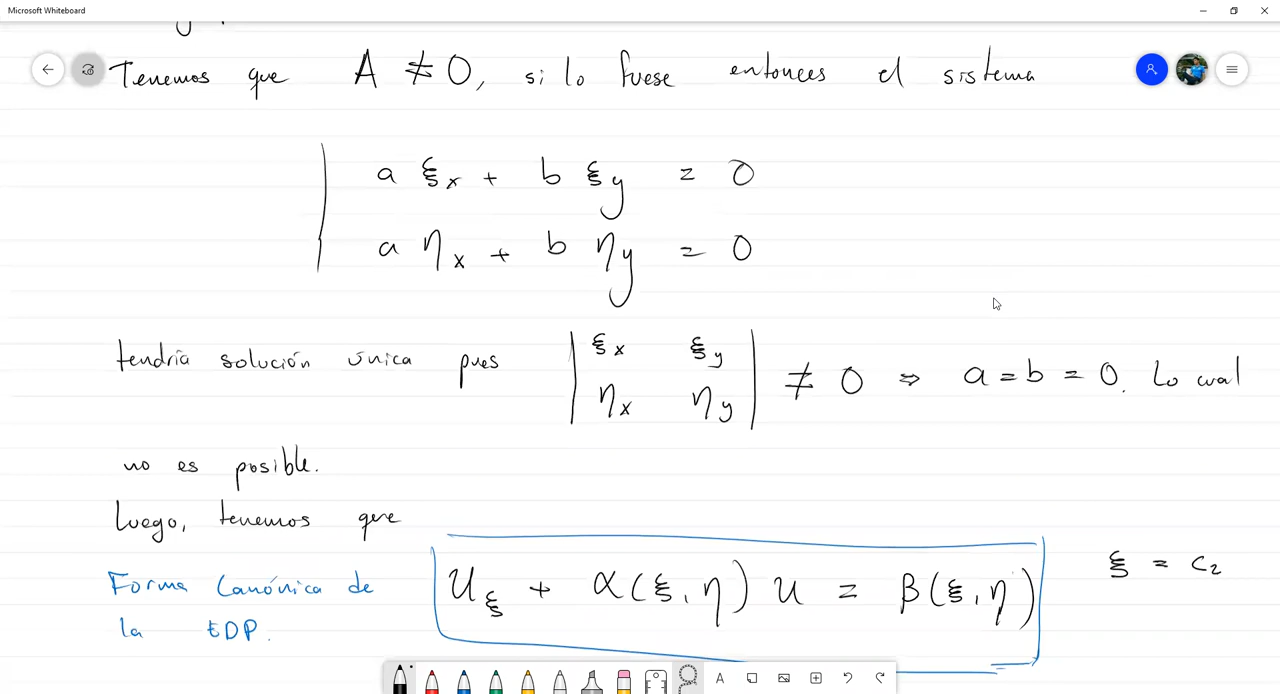 Microsoft Whiteboard
Tenemos que A ≠ 0, si lo fuese entonces el sistema
a ξx + b ξy = 0
a ηx + b ηy = 0
tendría solución única pues | ξx ξy | ≠ 0 ⇒ a = b = 0. Lo cual
| ηx ηy |
no es posible.
Luego, tenemos que
Forma Canónica de
la EDP.
Uξ + α(ξ,η) u = β(ξ,η)
ξ = c2
A